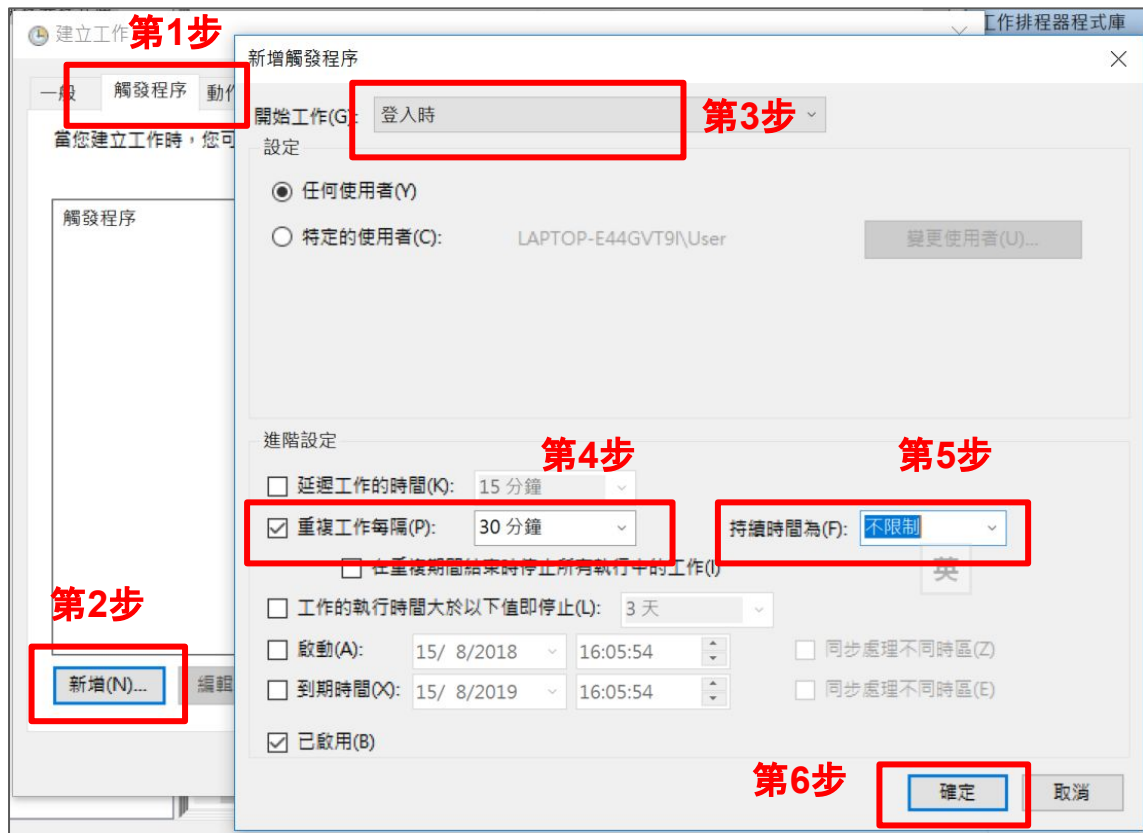 建立工作
第1步
工作排程器程式庫
新增觸發程序
一般 觸發程序 動作
開始工作(G): 登入時
第3步
當您建立工作時，您可
設定
任何使用者(Y)
觸發程序
特定的使用者(C): LAPTOP-E44GVT9I\User 變更使用者(U)...
進階設定
第4步
第5步
延遲工作的時間(K): 15 分鐘
重複工作每隔(P): 30 分鐘 持續時間為(F): 不限制
在重複期間結束時停止所有執行中的工作(I)
英
第2步
工作的執行時間大於以下值即停止(L): 3 天
啟動(A): 15/ 8/2018 16:05:54 同步處理不同時區(Z)
新增(N)... 編輯
到期時間(X): 15/ 8/2019 16:05:54 同步處理不同時區(E)
已啟用(B)
第6步
確定 取消